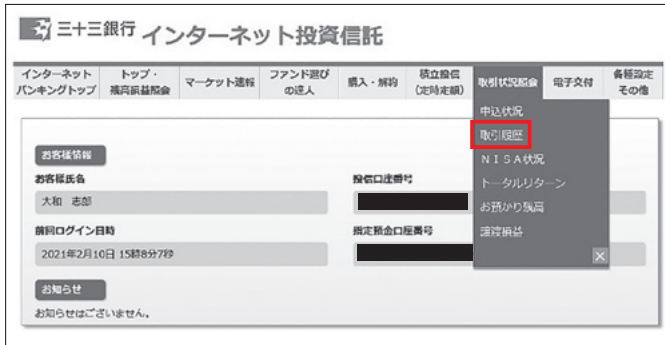 三十三銀行 インターネット投資信託
インターネット
バンキングトップ
トップ・
残高損益照会
マーケット速報
ファンド選び
の達人
購入・解約
積立投信
(定時定額)
取引状況照会
電子交付
各種設定
その他
申込状況
取引履歴
NISA状況
トータルリターン
お預かり残高
譲渡損益
×
お客様情報
お客様氏名
大和 志郎
投信口座番号
前回ログイン日時
2021年2月10日 15時8分7秒
指定預金口座番号
お知らせ
お知らせはございません。